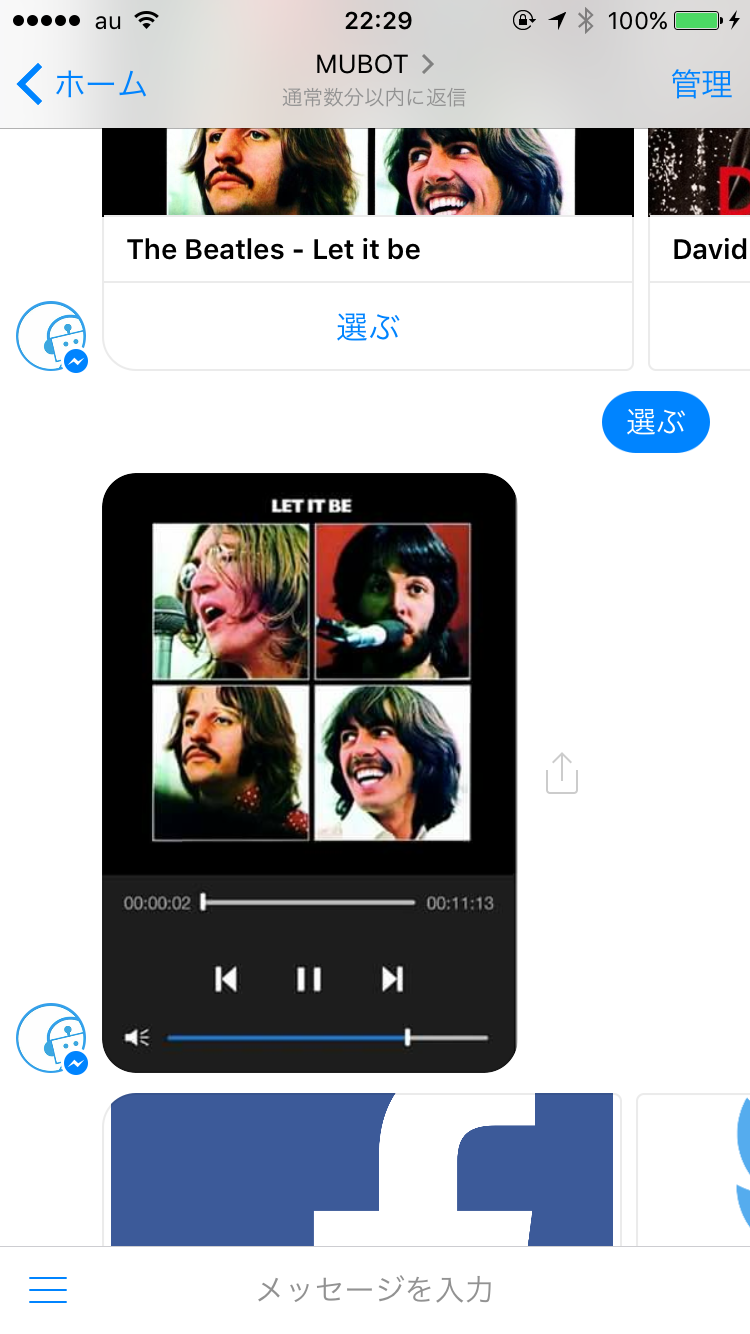 au
22:29
100%
ホーム
MUBOT
管理
通常数分以内に返信
The Beatles - Let it be
David
選ぶ
選ぶ
LET IT BE
00:00:02
00:11:13
メッセージを入力